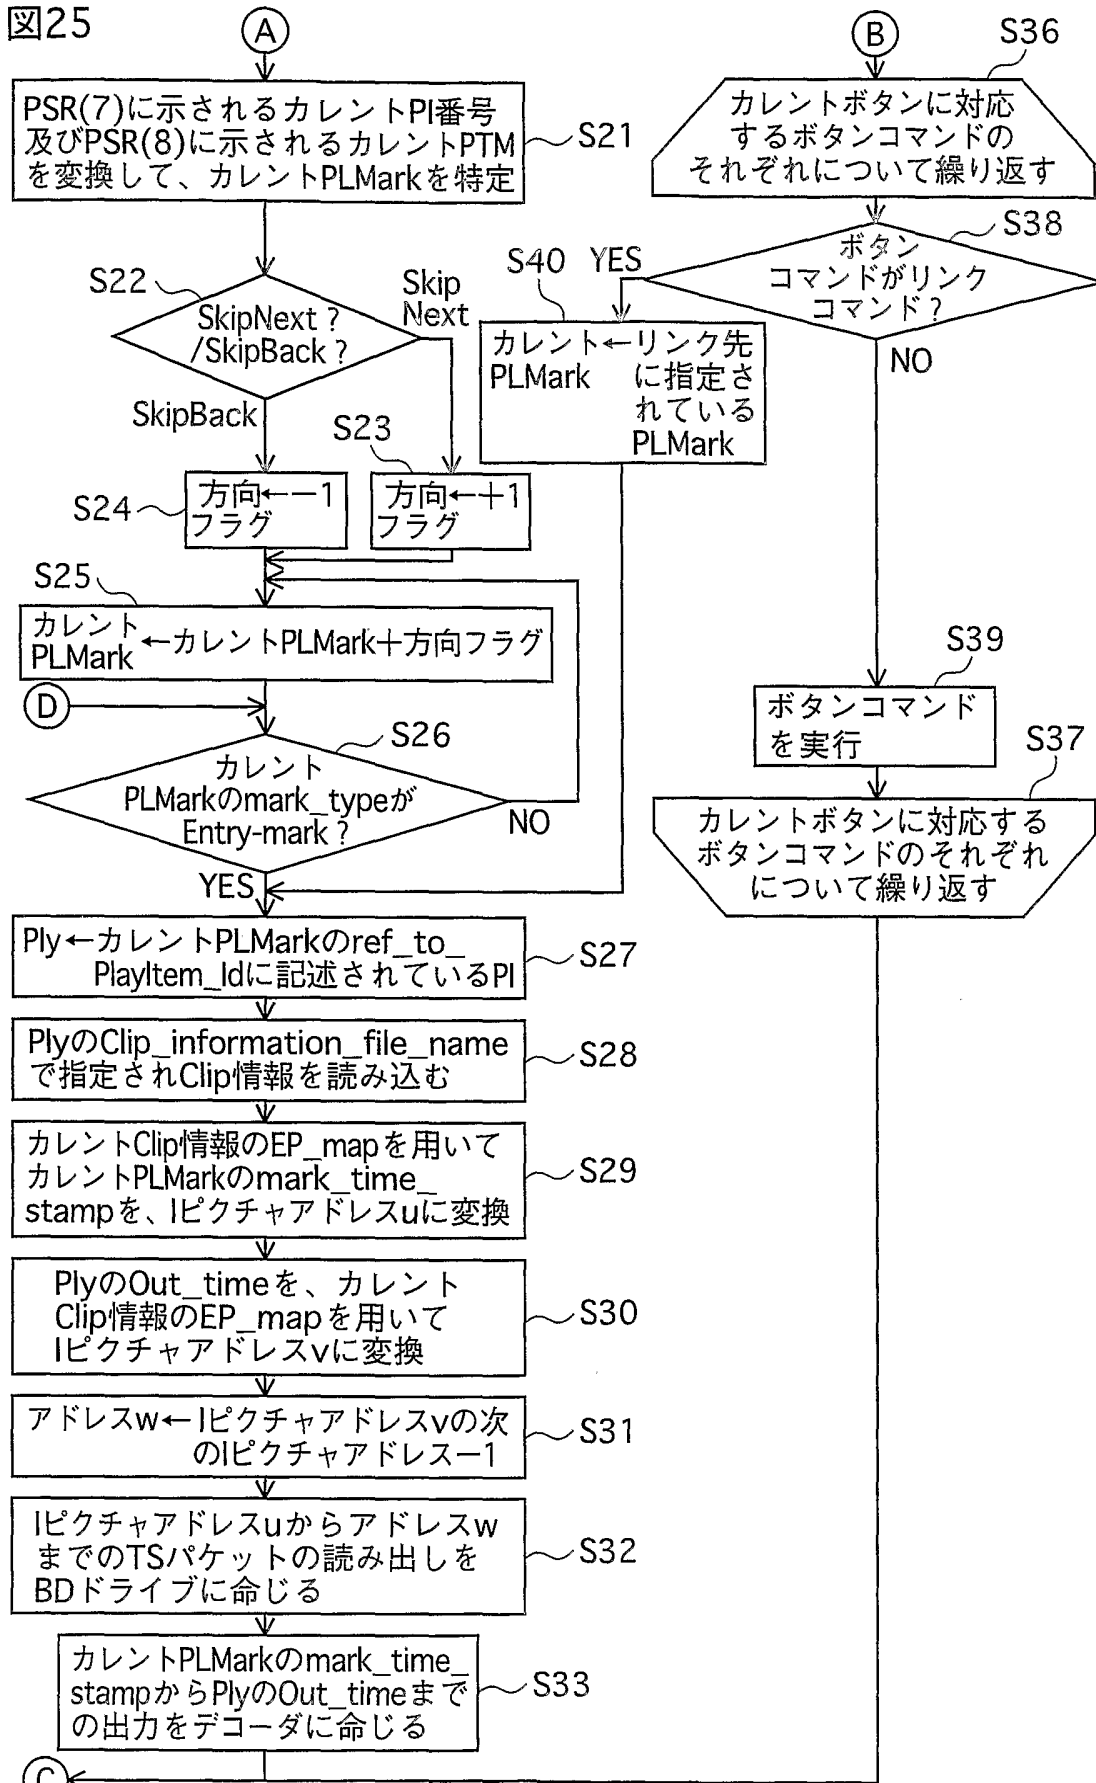 図25
A
PSR(7)に示されるカレントPI番号
及びPSR(8)に示されるカレントPTM
を変換して、カレントPLMarkを特定
S21
S22
SkipNext?
/SkipBack?
Skip
Next
SkipBack
S23
S24
方向←−1
フラグ
方向←+1
フラグ
S25
カレント
PLMark
←カレントPLMark+方向フラグ
D
S26
カレント
PLMarkのmark_typeが
Entry-mark?
NO
YES
S27
Ply←カレントPLMarkのref_to_
PlayItem_Idに記述されているPI
PlyのClip_information_file_name
で指定されClip情報を読み込む
S28
カレントClip情報のEP_mapを用いて
カレントPLMarkのmark_time_
stampを、Iピクチャアドレスuに変換
S29
PlyのOut_timeを、カレント
Clip情報のEP_mapを用いて
Iピクチャアドレスvに変換
S30
アドレスw←Iピクチャアドレスvの次
のIピクチャアドレス−1
S31
Iピクチャアドレスuからアドレスw
までのTSパケットの読み出しを
BDドライブに命じる
S32
カレントPLMarkのmark_time_
stampからPlyのOut_timeまで
の出力をデコーダに命じる
S33
C
B
S36
カレントボタンに対応
するボタンコマンドの
それぞれについて繰り返す
S38
ボタン
コマンドがリンク
コマンド?
YES
NO
S40
カレント←リンク先
PLMark に指定さ
れている
PLMark
S39
ボタンコマンド
を実行
S37
カレントボタンに対応する
ボタンコマンドのそれぞれ
について繰り返す